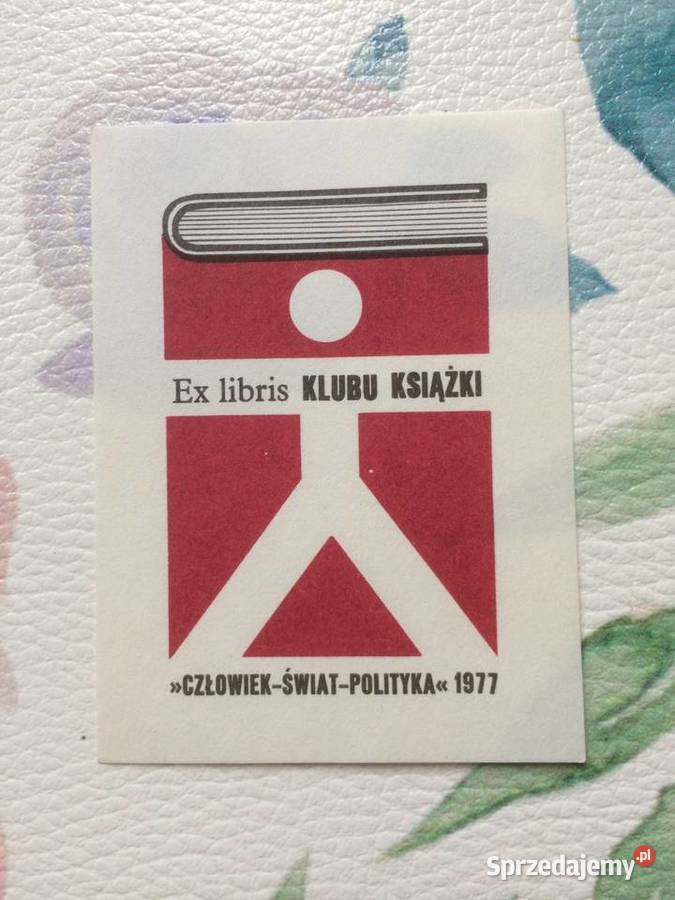 Ex libris KLUBU KSIĄŻKI
»CZŁOWIEK-ŚWIAT-POLITYKA« 1977
Sprzedajemy.pl